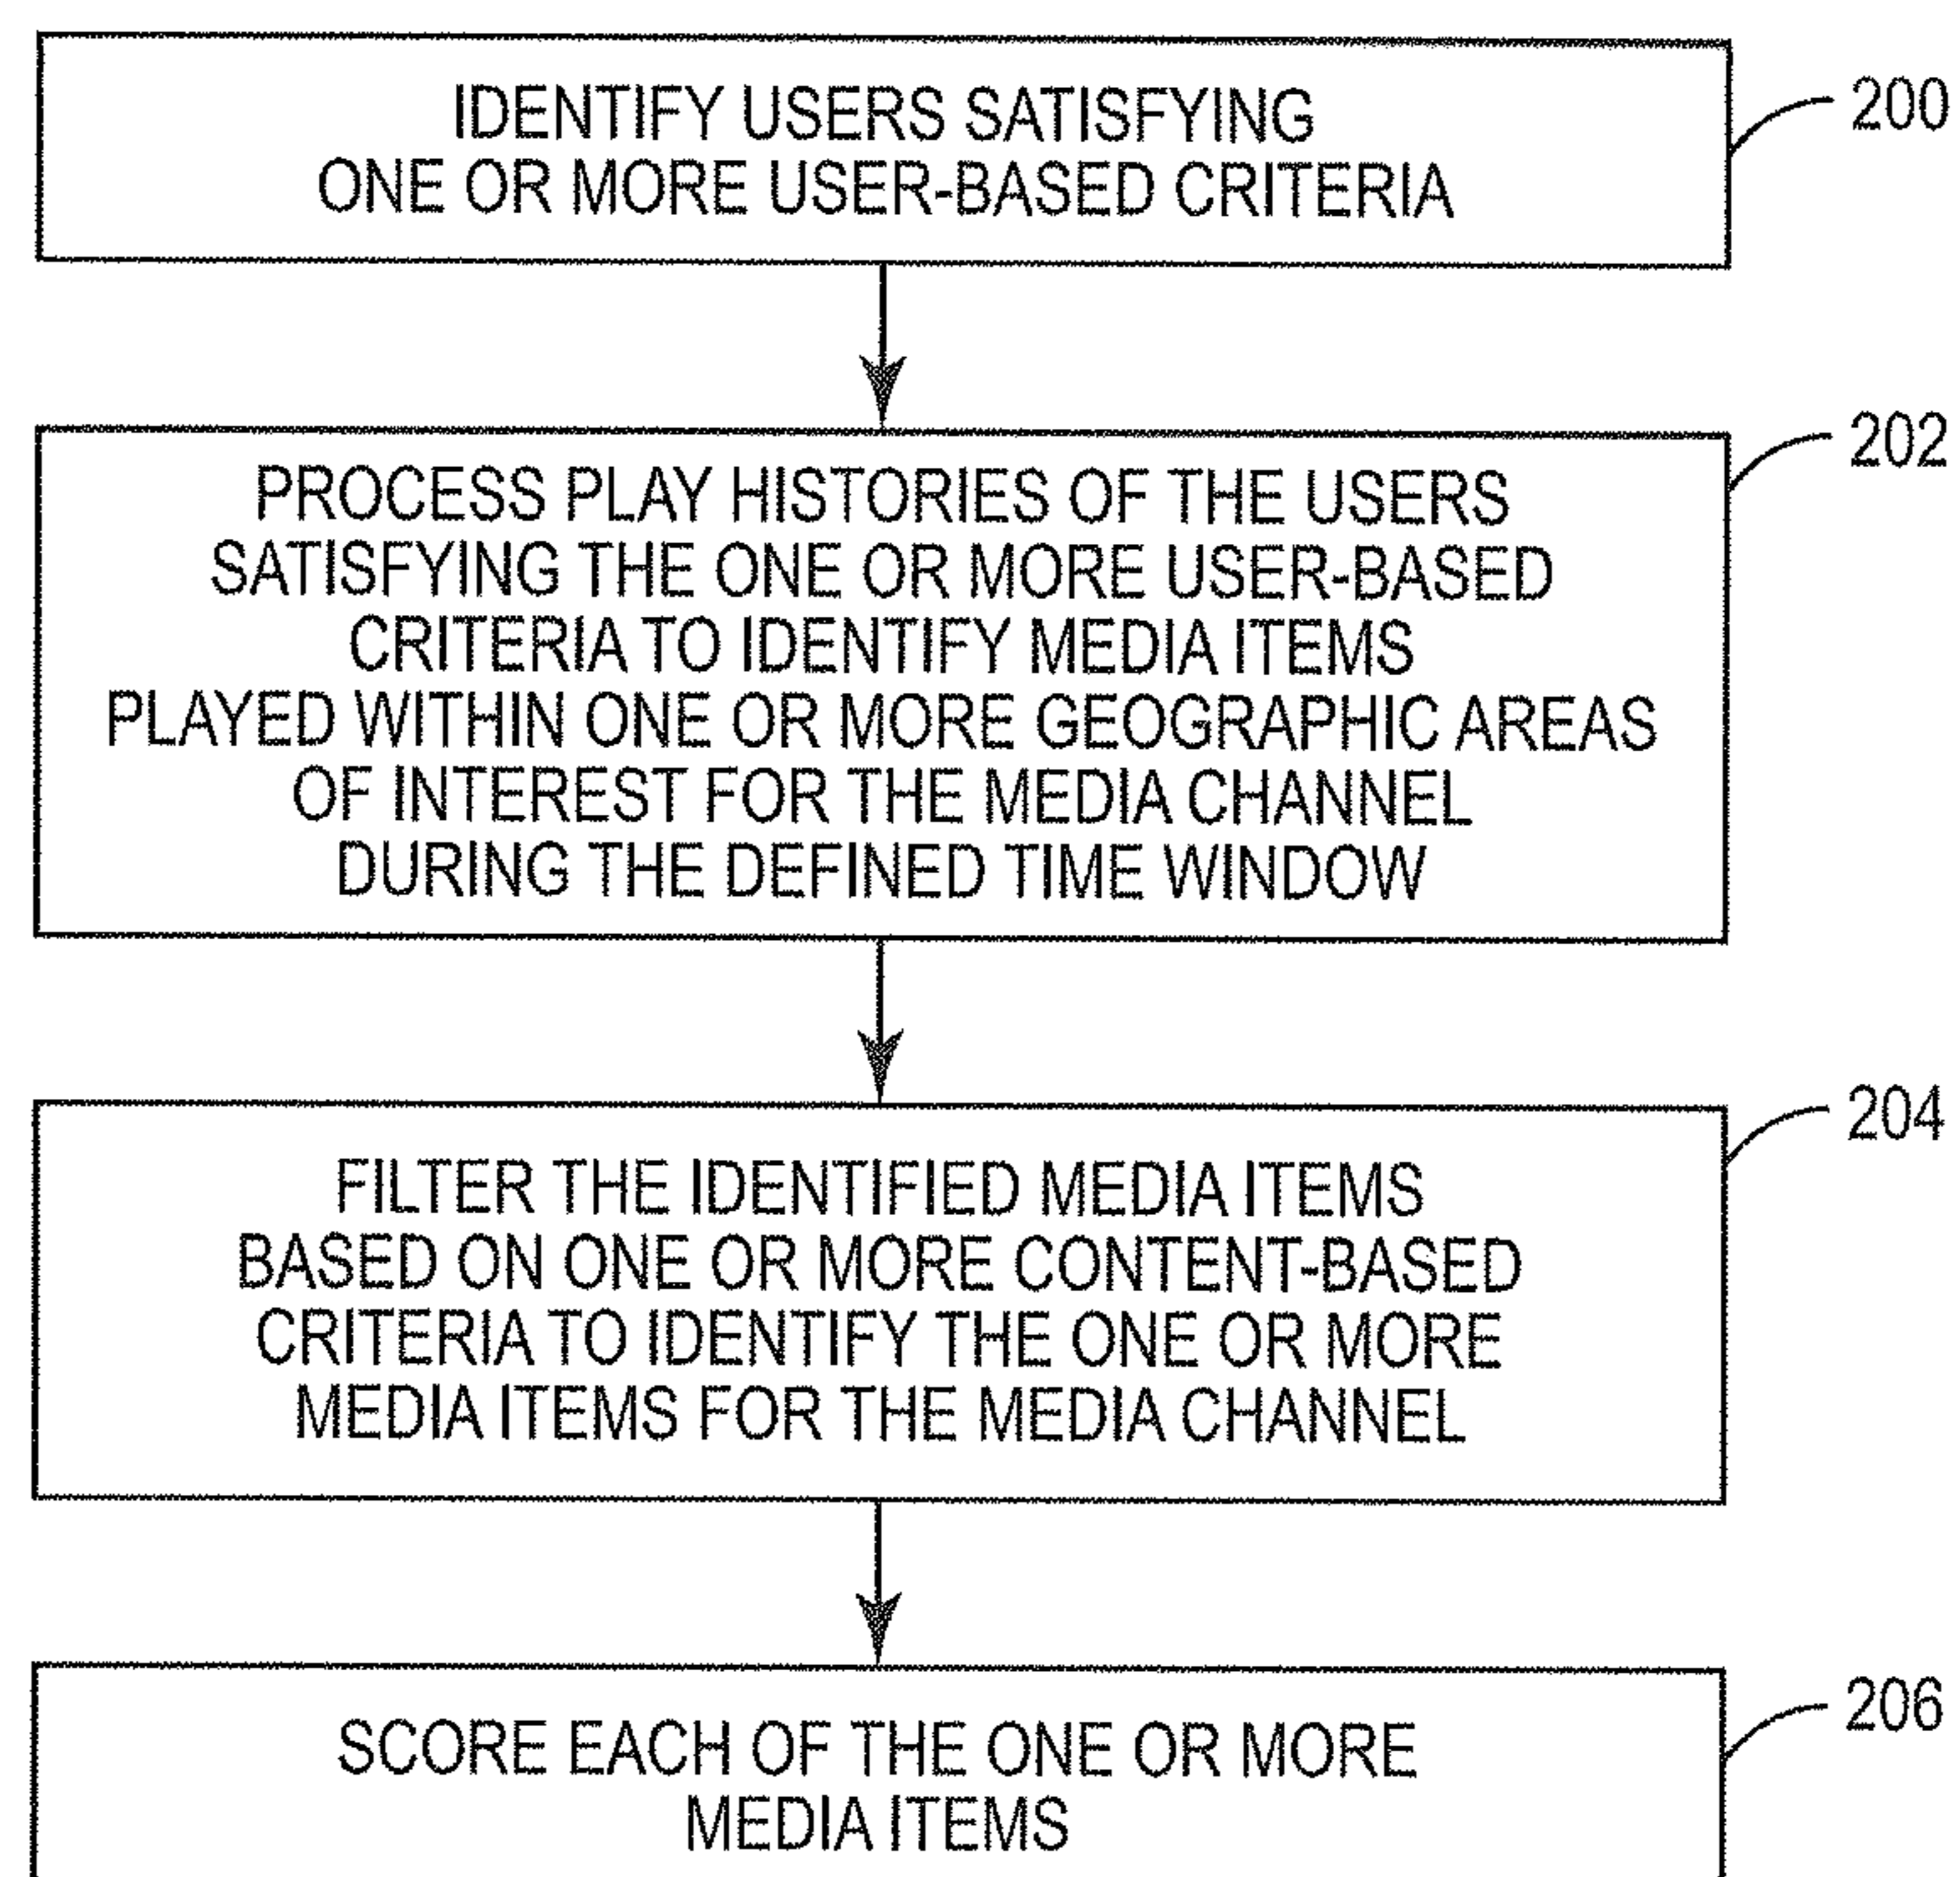 IDENTIFY USERS SATISFYING
ONE OR MORE USER-BASED CRITERIA
200
PROCESS PLAY HISTORIES OF THE USERS
SATISFYING THE ONE OR MORE USER-BASED
CRITERIA TO IDENTIFY MEDIA ITEMS
PLAYED WITHIN ONE OR MORE GEOGRAPHIC AREAS
OF INTEREST FOR THE MEDIA CHANNEL
DURING THE DEFINED TIME WINDOW
202
FILTER THE IDENTIFIED MEDIA ITEMS
BASED ON ONE OR MORE CONTENT-BASED
CRITERIA TO IDENTIFY THE ONE OR MORE
MEDIA ITEMS FOR THE MEDIA CHANNEL
204
SCORE EACH OF THE ONE OR MORE
MEDIA ITEMS
206